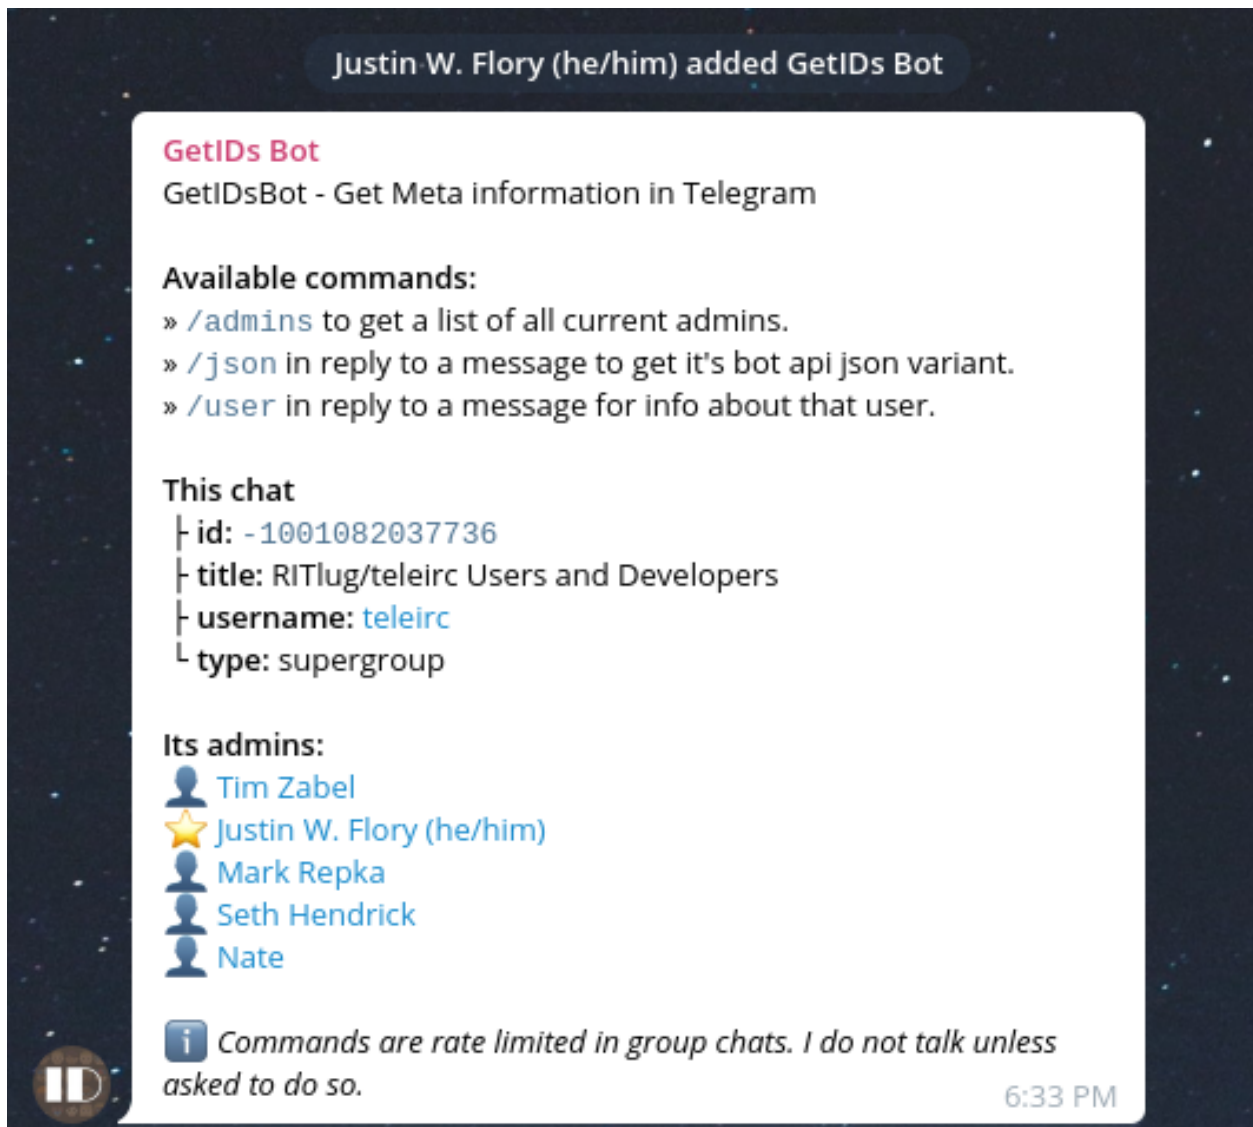 Justin W. Flory (he/him) added GetIDs Bot
GetIDs Bot
GetIDsBot - Get Meta information in Telegram
Available commands:
» /admins to get a list of all current admins.
» /json in reply to a message to get it's bot api json variant.
» /user in reply to a message for info about that user.
This chat
├ id: -1001082037736
├ title: RITlug/teleirc Users and Developers
├ username: teleirc
└ type: supergroup
Its admins:
👤 Tim Zabel
⭐ Justin W. Flory (he/him)
👤 Mark Repka
👤 Seth Hendrick
👤 Nate
ℹ️ Commands are rate limited in group chats. I do not talk unless
asked to do so.
6:33 PM